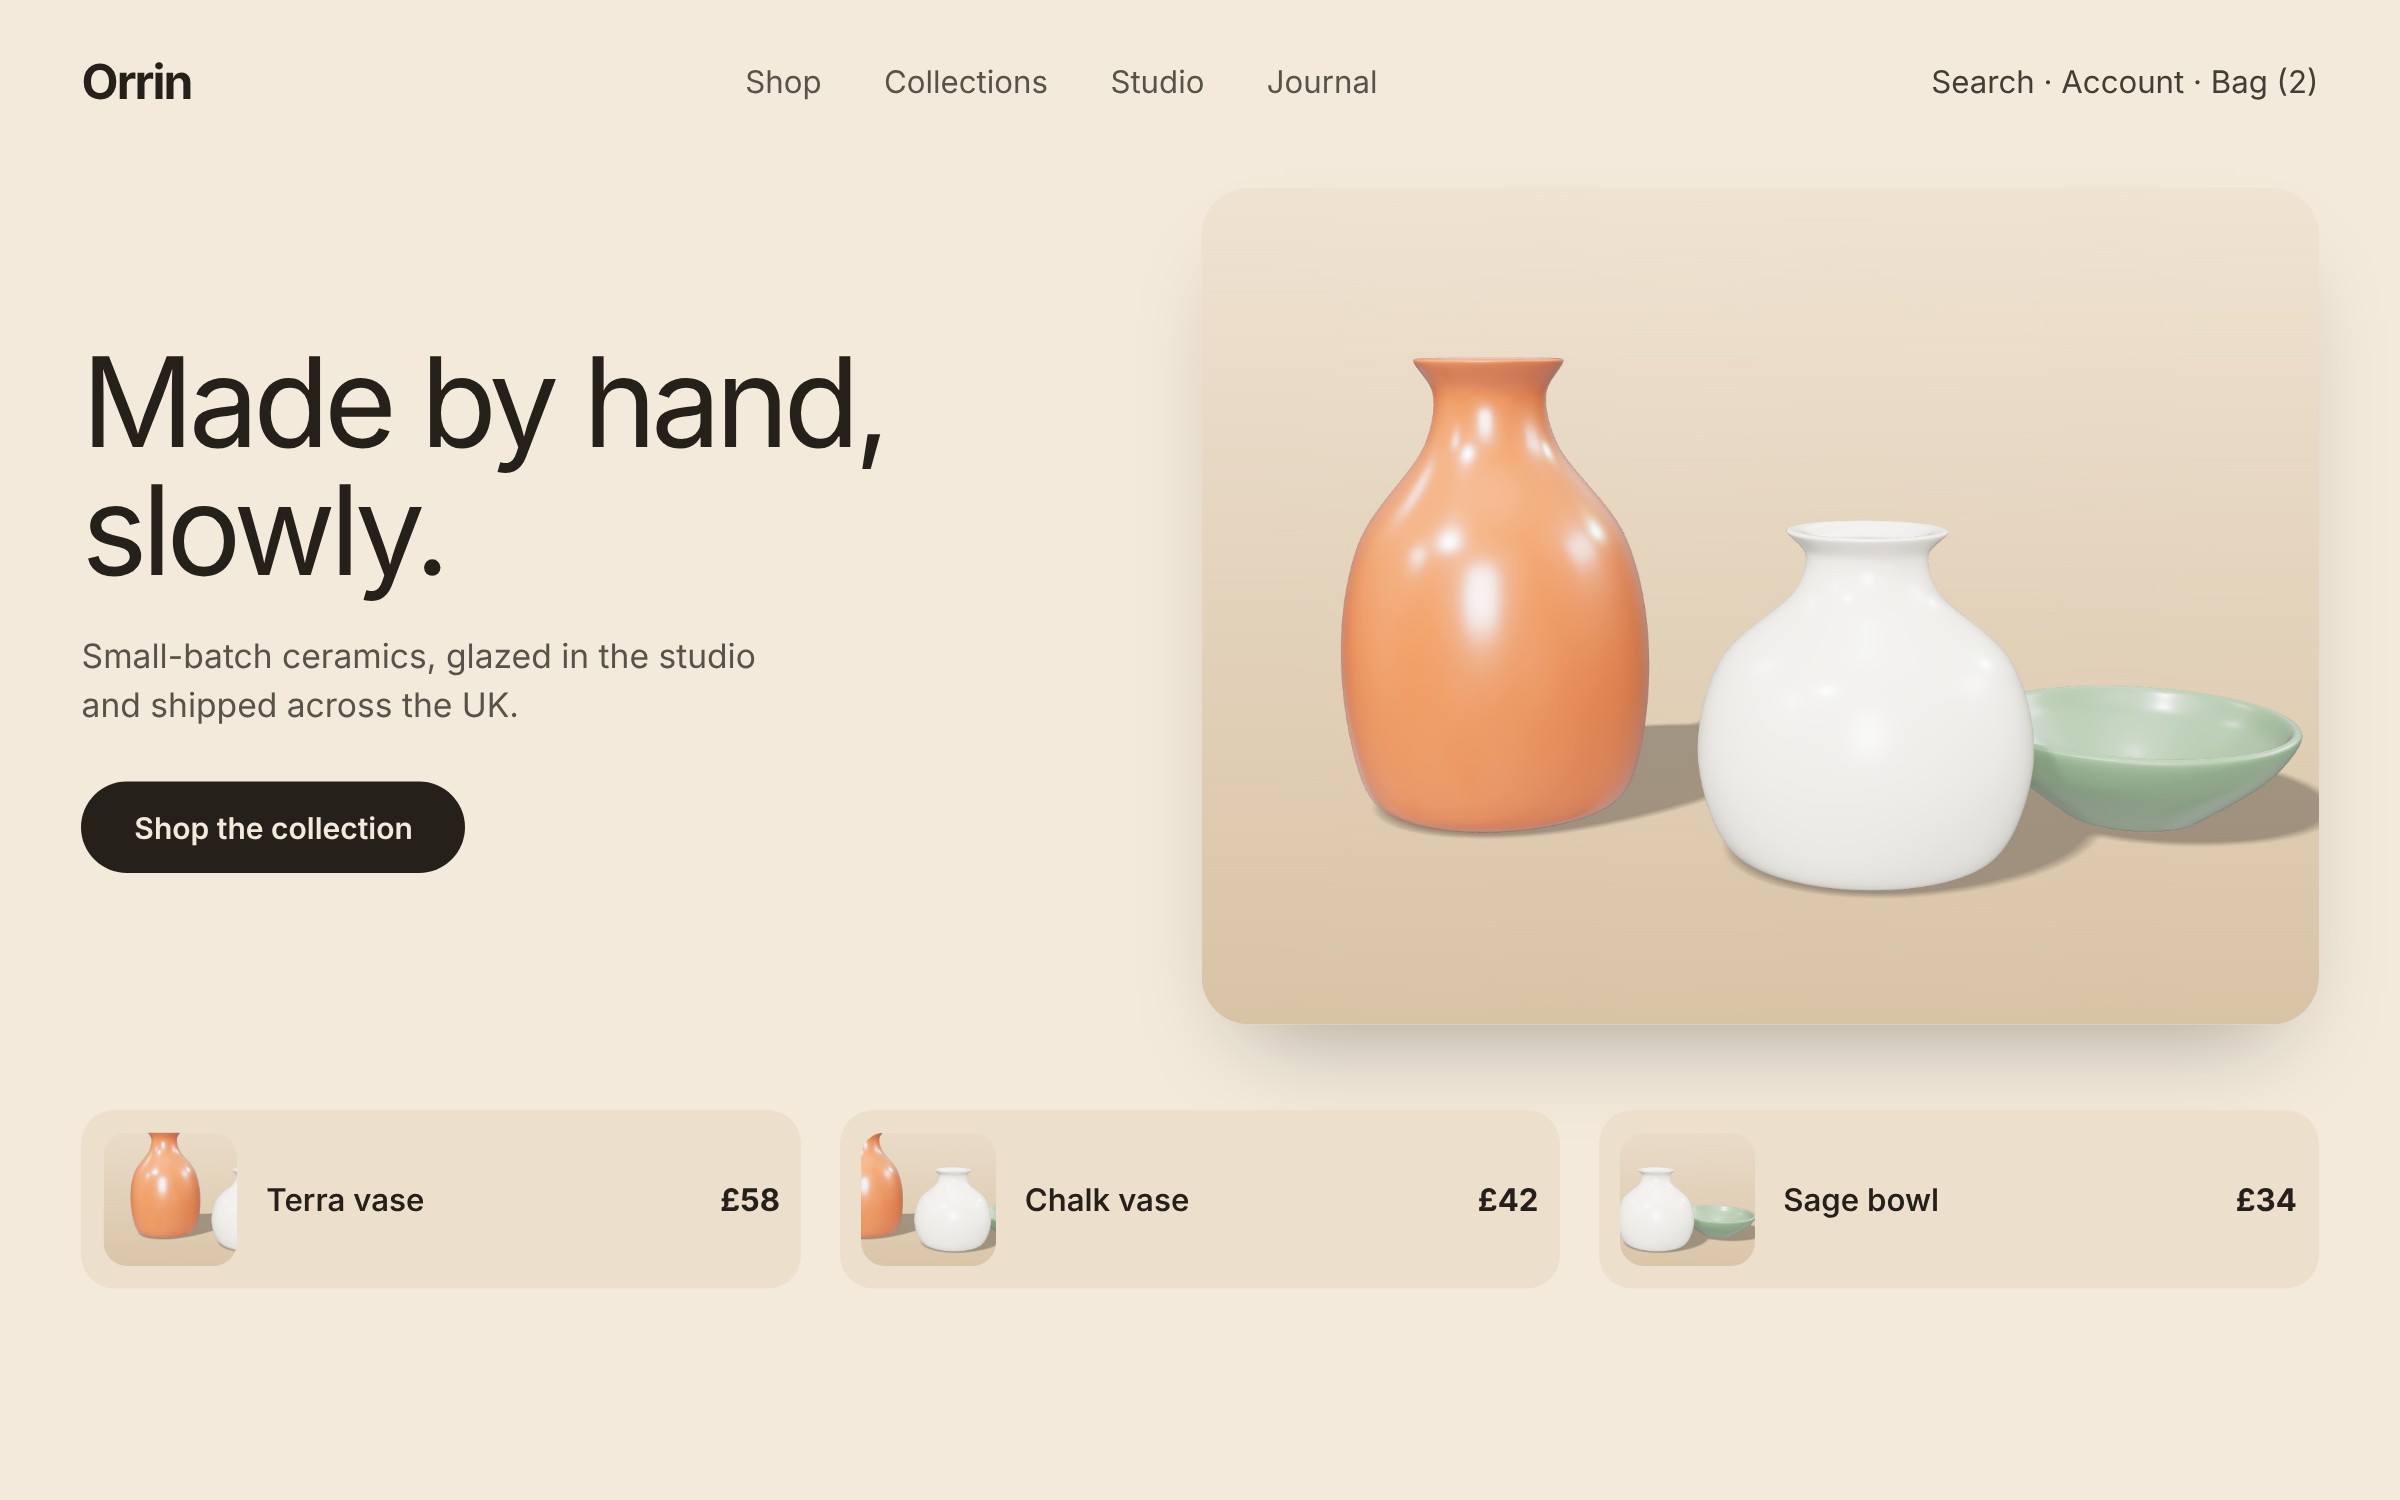 Orrin
Shop
Collections
Studio
Journal
Search · Account · Bag (2)
Made by hand,
slowly.
Small-batch ceramics, glazed in the studio
and shipped across the UK.
Shop the collection
Terra vase
£58
Chalk vase
£42
Sage bowl
£34